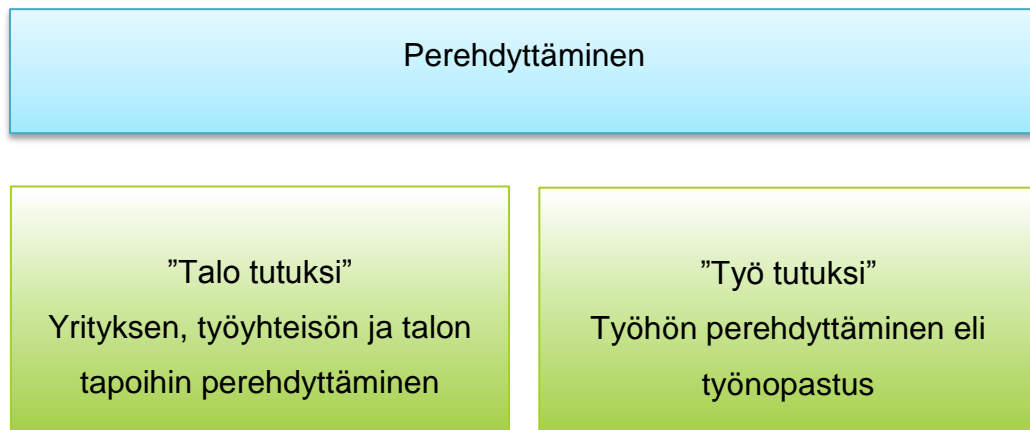 Perehdyttäminen
”Talo tutuksi”
Yrityksen, työyhteisön ja talon
tapoihin perehdyttäminen
”Työ tutuksi”
Työhön perehdyttäminen eli
työnopastus